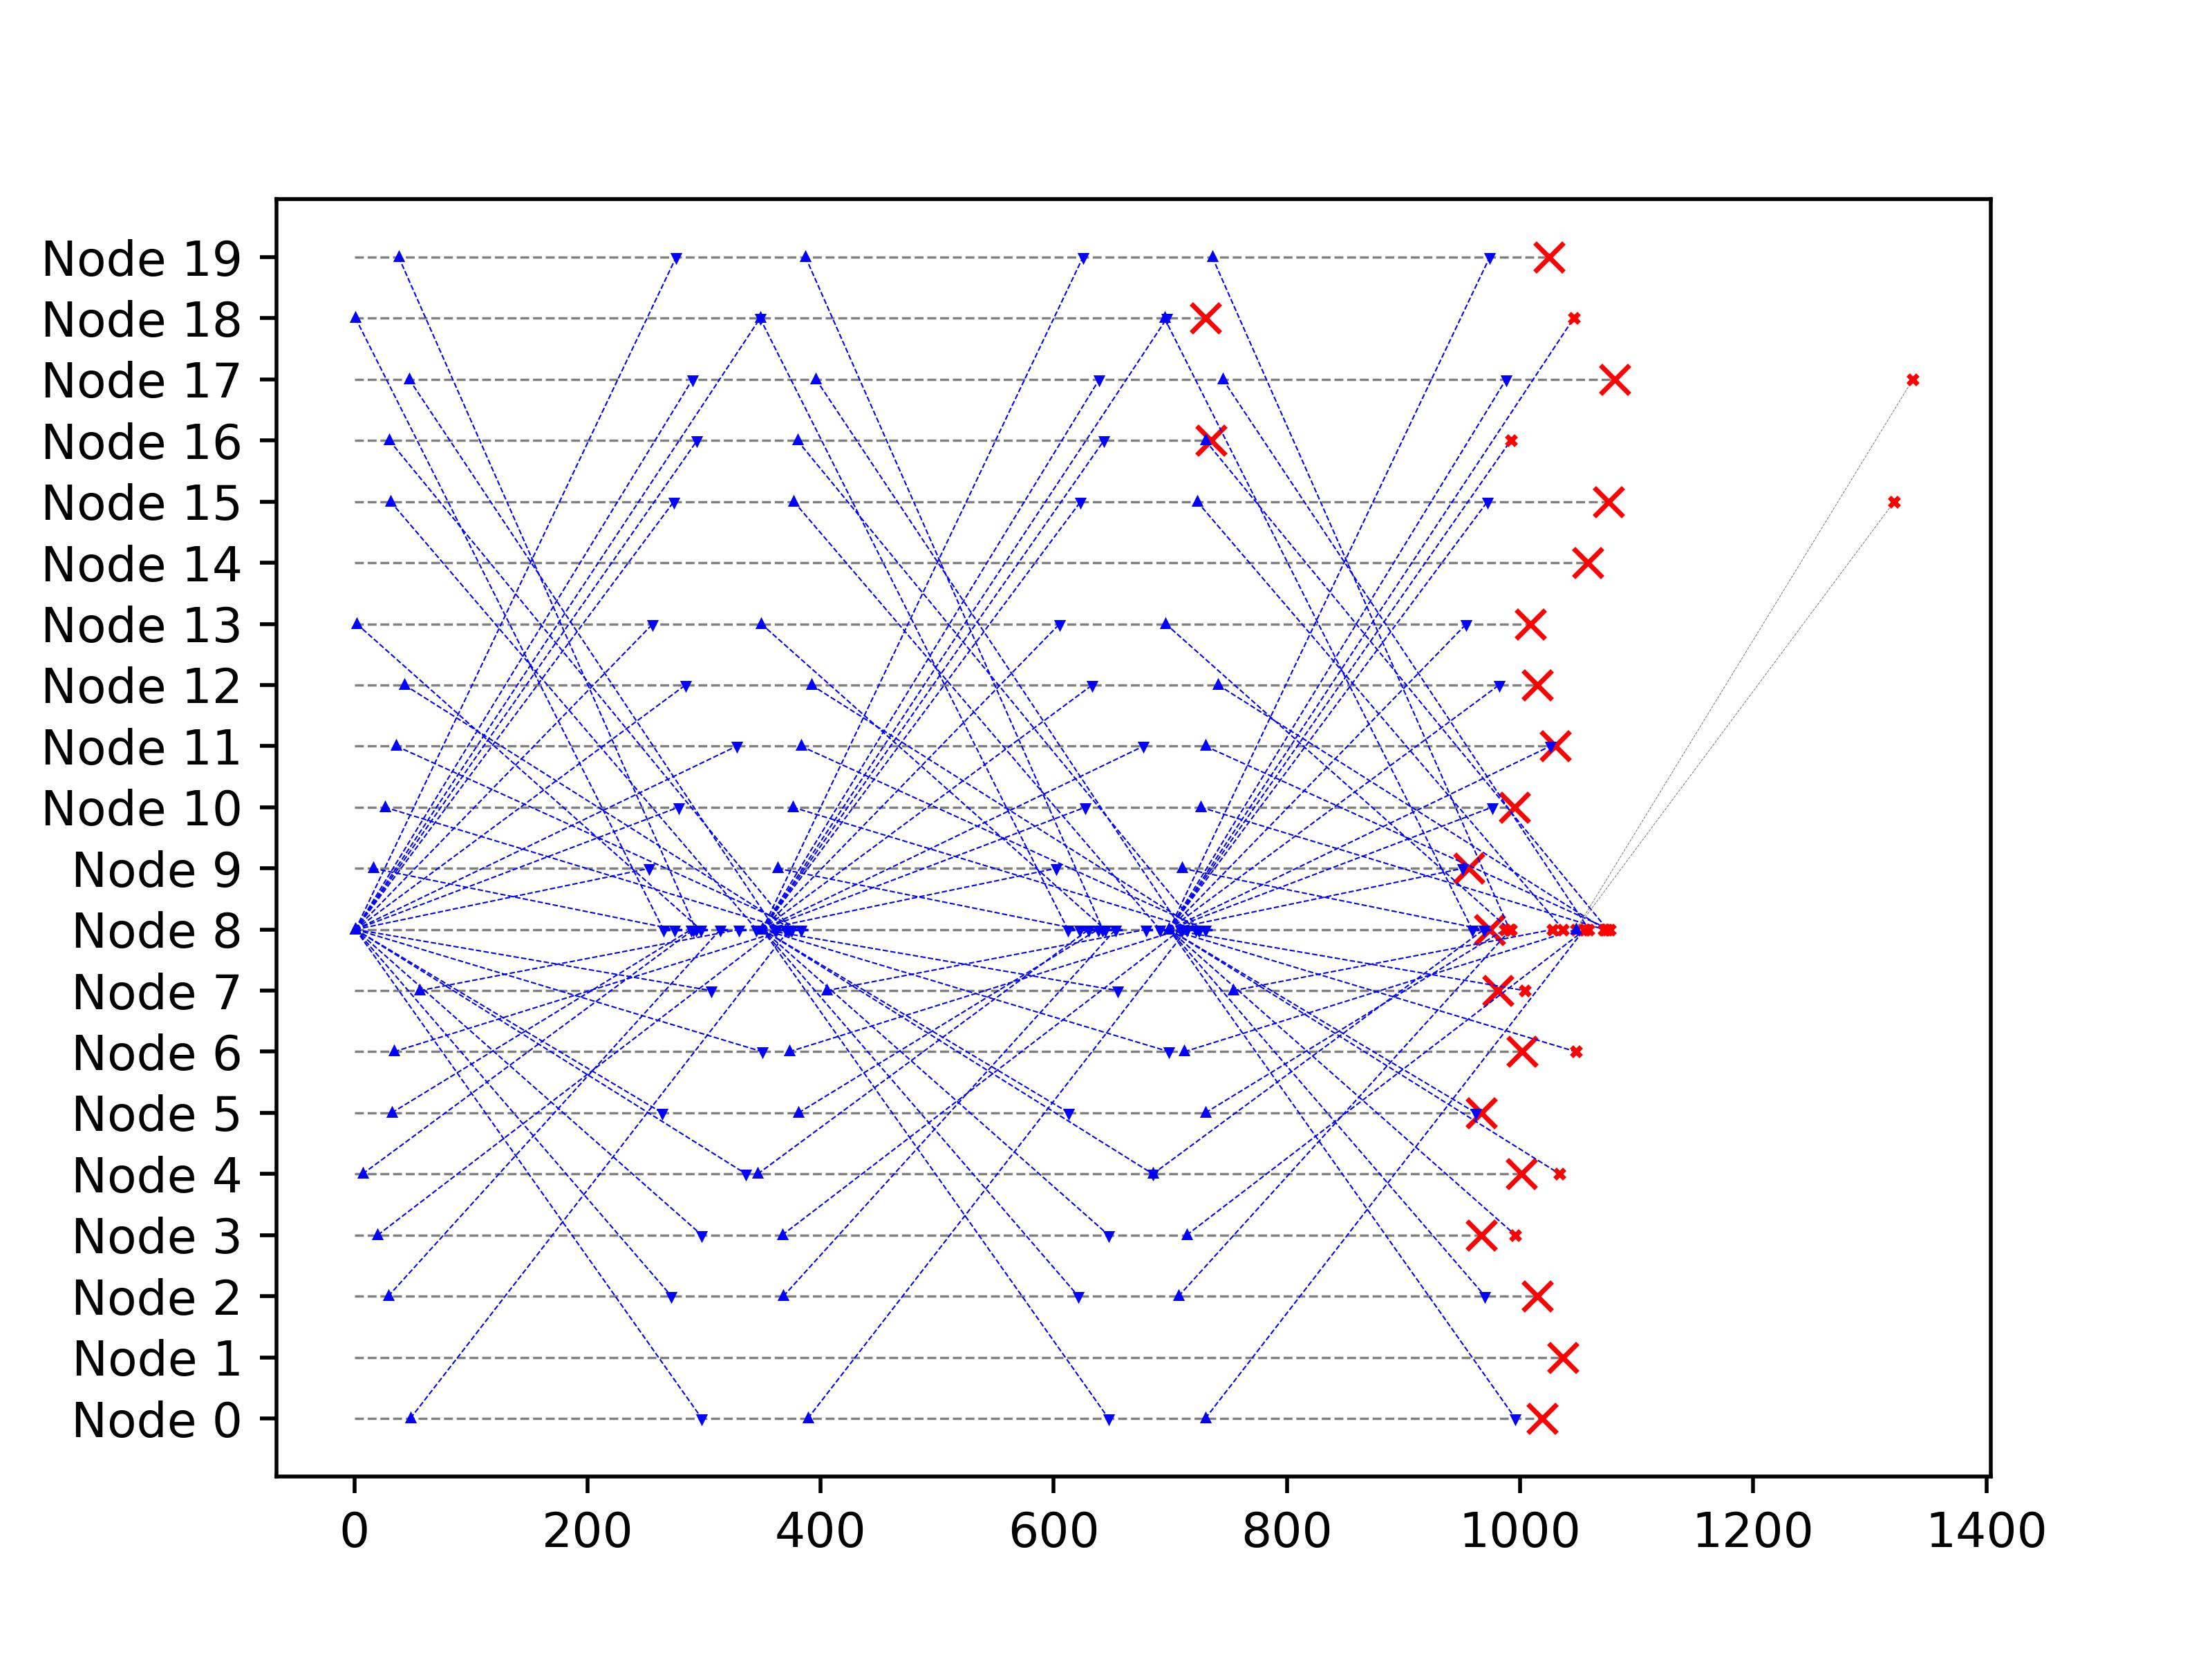 Node 19
Node 18
Node 17
Node 16
Node 15
Node 14
Node 13
Node 12
Node 11
Node 10
Node 9
Node 8
Node 7
Node 6
Node 5
Node 4
Node 3
Node 2
Node 1
Node 0
0 200 400 600 800 1000 1200 1400